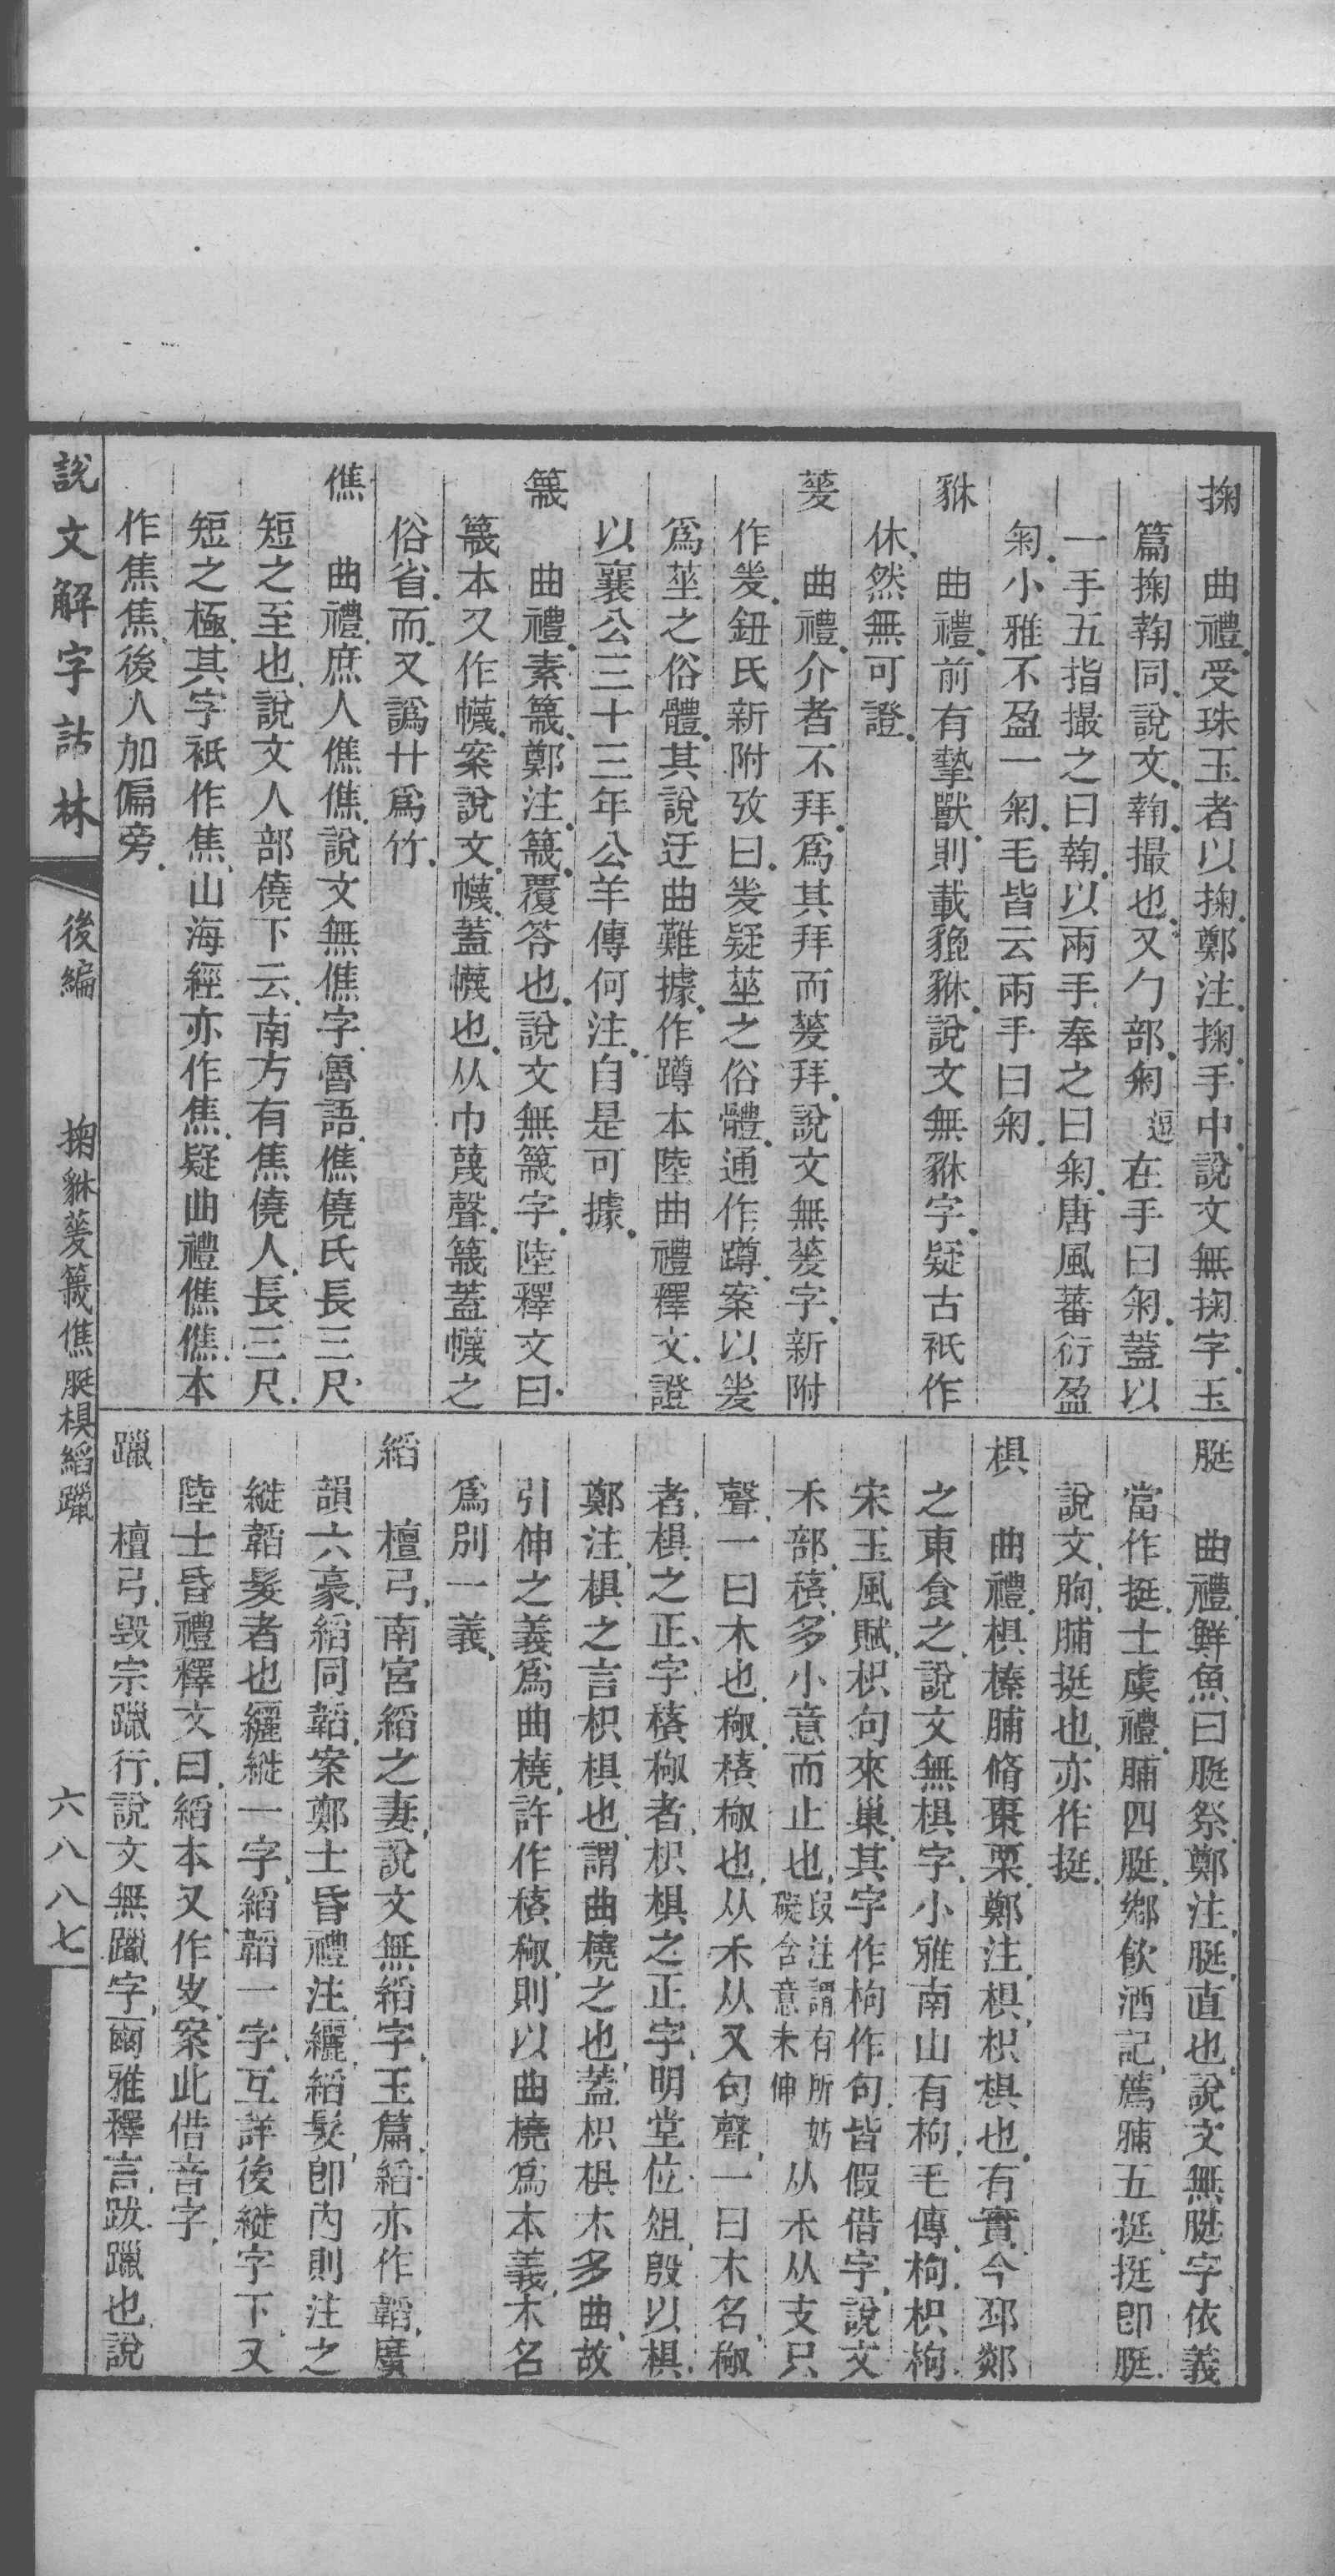 掬　曲禮．受珠玉者以掬．鄭注．掬．手中．說文無掬字．玉
篇掬𦥑同．說文．𥷚．撮也．又勹部．匊　逗　在手曰匊．蓋以
一手五指撮之曰．以兩手奉之曰匊．唐風蕃衍盈
匊．小雅不盈一匊．毛皆云兩手曰匊．
貅　曲禮．前有摯獸．則載貔貅．說文無貅字．疑古祇作
休．然無可證．
蓌　曲禮．介者不拜．爲其拜而蓌拜．說文無蓌字．新附
作夎．鈕氏新附攷曰．夎疑莝之俗體．通作蹲．案以夎
爲莝之俗體．其說迂曲難據．作蹲本陸曲禮釋文．證
以襄公三十三年公羊傳何注．自是可據．
簚　曲禮．素簚．鄭注．簚．覆笭也．說文無簚字．陸釋文曰．
簚本又作幭．案說文．幭．蓋幭也．从巾蔑聲．簚蓋幭之
俗省．而又譌艹爲竹．
僬　曲禮．庶人僬僬．說文無僬字．魯語．僬僥氏長三尺．
短之至也．說文人部僥下云．南方有焦僥人．長三尺．
短之極．其字祇作焦．山海經亦作焦．疑曲禮僬僬．本
作焦焦．後人加偏旁．
脡　曲禮．鮮魚曰脡祭．鄭注．脡．直也．說文無脡字．依義
當作挺．士虞禮．脯四脡．鄉飲酒記．薦脯五挺．挺卽脡．
說文．朐．脯挺也．亦作挺．
椇　曲禮．椇榛脯脩棗栗．鄭注．椇．枳椇也．有實．今邳郯
之東食之．說文無椇字．小雅南山有枸．毛傳．枸．枳枸．
宋玉風賦．枳句來巢．其字作枸作句．皆假借字．說文
禾部．𥠻．多小意而止也．段注謂有所妨礙含意未伸　从禾从支只
聲．一曰木也．𥡴．𥠻𥡴也．从禾从又句聲．一曰木名．𥡴
者．椇之正字．𥠻𥡴者．枳椇之正字．明堂位俎．殷以椇．
鄭注．椇之言枳椇也．謂曲橈之也．蓋枳椇木多曲．故
引伸之義爲曲橈．許作𥠻𥡴．則以曲橈爲本義．木名
爲別一義．
縚　檀弓．南宮縚之妻．說文無縚字．玉篇．縚亦作韜．廣
韻六豪．縚同韜．案鄭士昏禮注．纚．縚髮．卽內則注之
縰韜髮者也．纚縰一字．縚韜一字．互詳後縰字下．又
陸士昏禮釋文曰．縚本又作㕛．案此借音字．
躐　檀弓．毀宗躐行．說文無躐字．爾雅釋言．跋．躐也．說
說文解字詁林　後編　掬貅蓌簚僬脡椇縚躐　六八八七